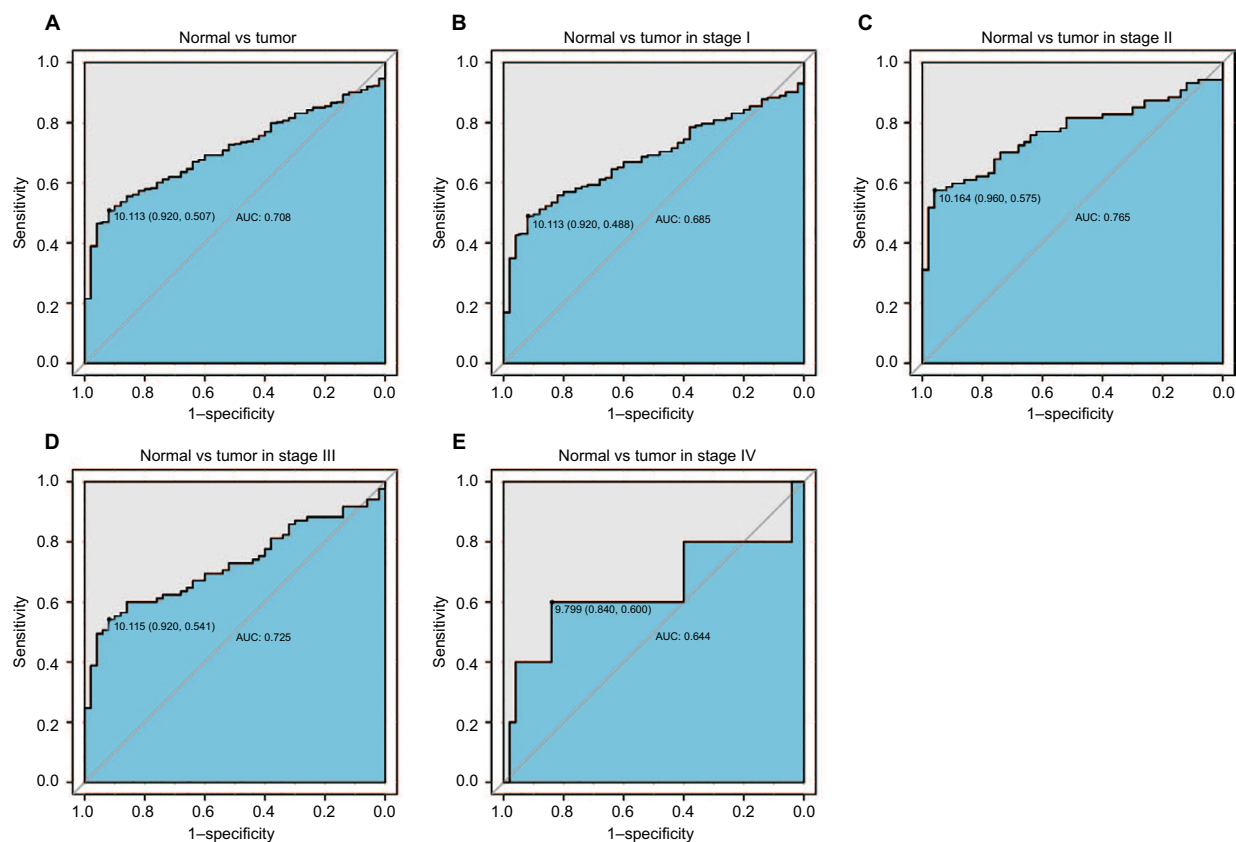 A
Normal vs tumor
1.0
0.8
0.6
0.4
0.2
0.0
Sensitivity
10.113 (0.920, 0.507)
AUC: 0.708
1.0 0.8 0.6 0.4 0.2 0.0
1–specificity
B
Normal vs tumor in stage I
1.0
0.8
0.6
0.4
0.2
0.0
Sensitivity
10.113 (0.920, 0.488)
AUC: 0.685
1.0 0.8 0.6 0.4 0.2 0.0
1–specificity
C
Normal vs tumor in stage II
1.0
0.8
0.6
0.4
0.2
0.0
Sensitivity
10.164 (0.960, 0.575)
AUC: 0.765
1.0 0.8 0.6 0.4 0.2 0.0
1–specificity
D
Normal vs tumor in stage III
1.0
0.8
0.6
0.4
0.2
0.0
Sensitivity
10.115 (0.920, 0.541)
AUC: 0.725
1.0 0.8 0.6 0.4 0.2 0.0
1–specificity
E
Normal vs tumor in stage IV
1.0
0.8
0.6
0.4
0.2
0.0
Sensitivity
9.799 (0.840, 0.600)
AUC: 0.644
1.0 0.8 0.6 0.4 0.2 0.0
1–specificity